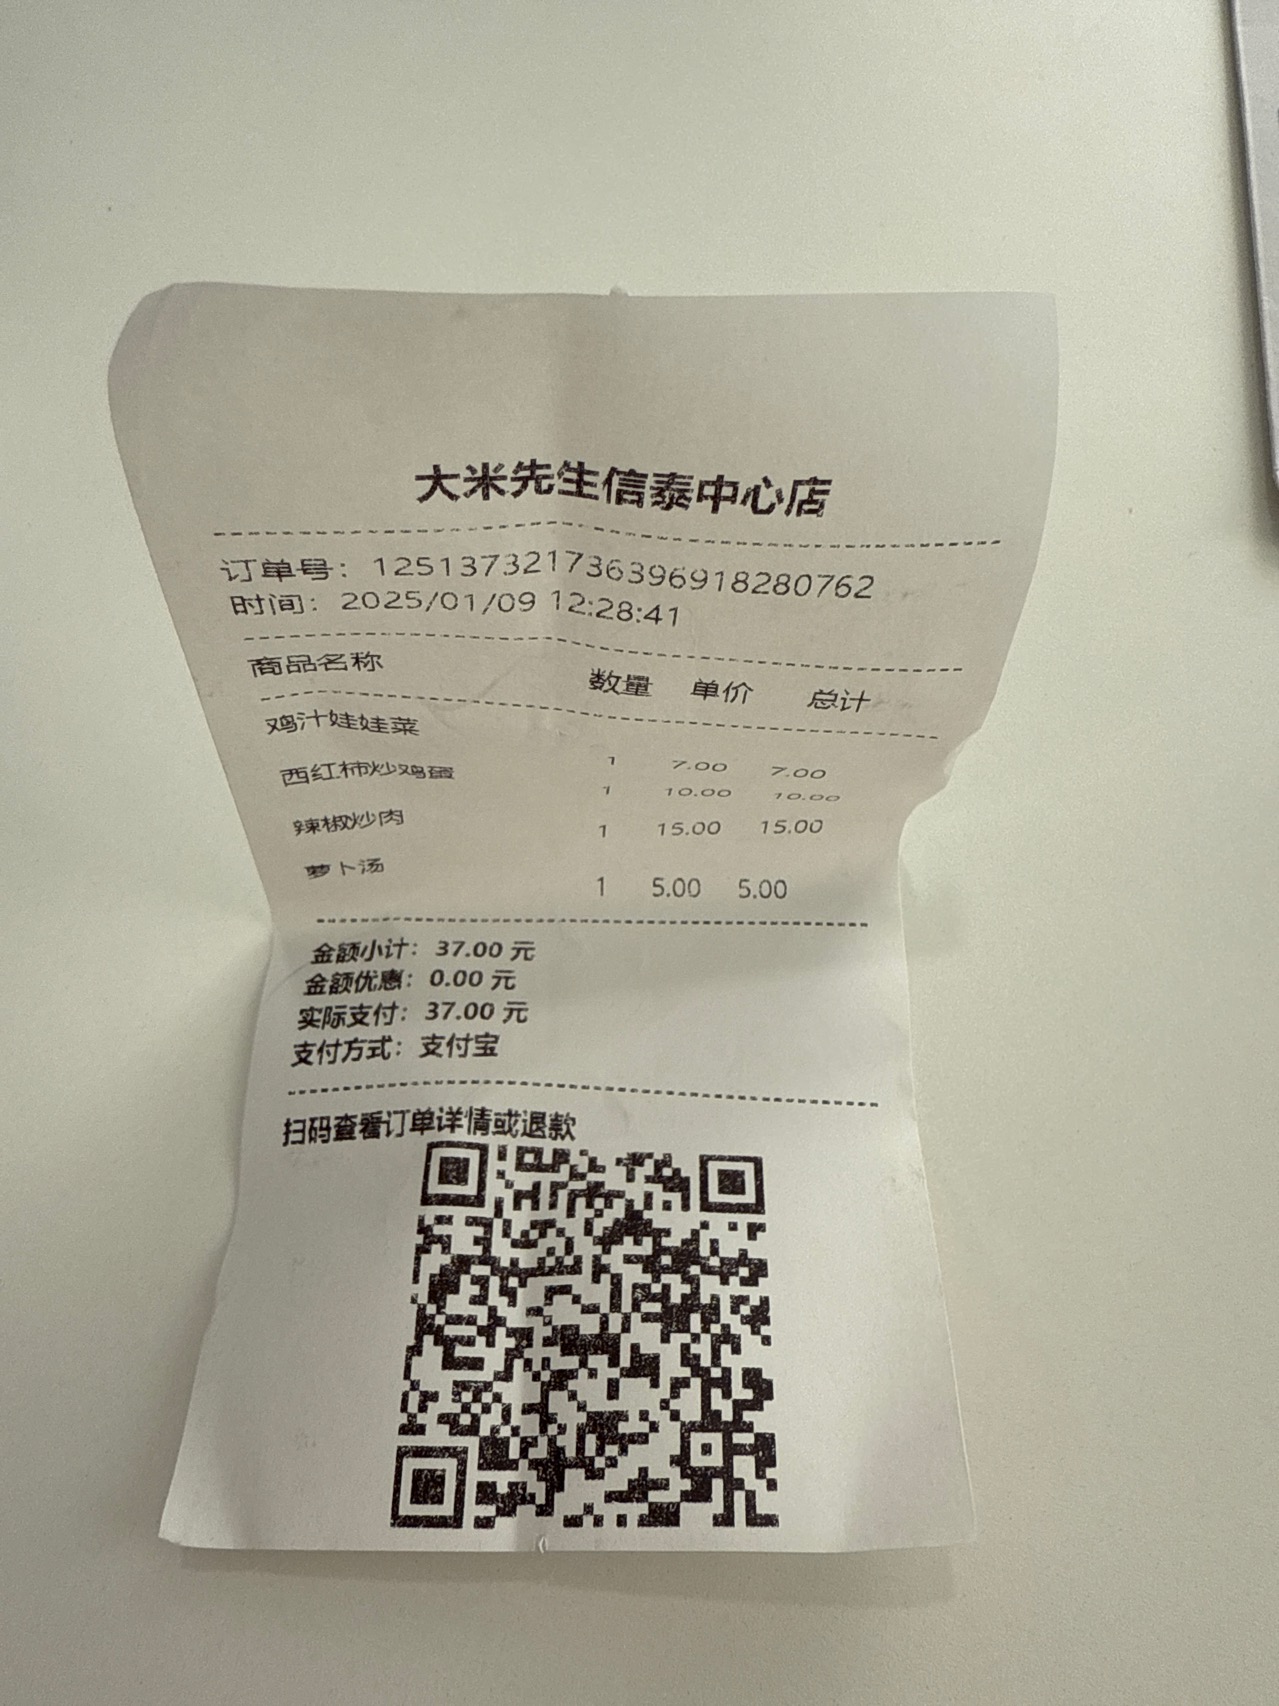 大米先生信泰中心店
订单号：12513732173639691828​0762
时间：2025/01/09 12:28:41
商品名称 数量 单价 总计
鸡汁娃娃菜
1 7.00 7.00
西红柿炒鸡蛋
1 10.00 10.00
辣椒炒肉
1 15.00 15.00
萝卜汤
1 5.00 5.00
金额小计：37.00 元
金额优惠：0.00 元
实际支付：37.00 元
支付方式：支付宝
扫码查看订单详情或退款